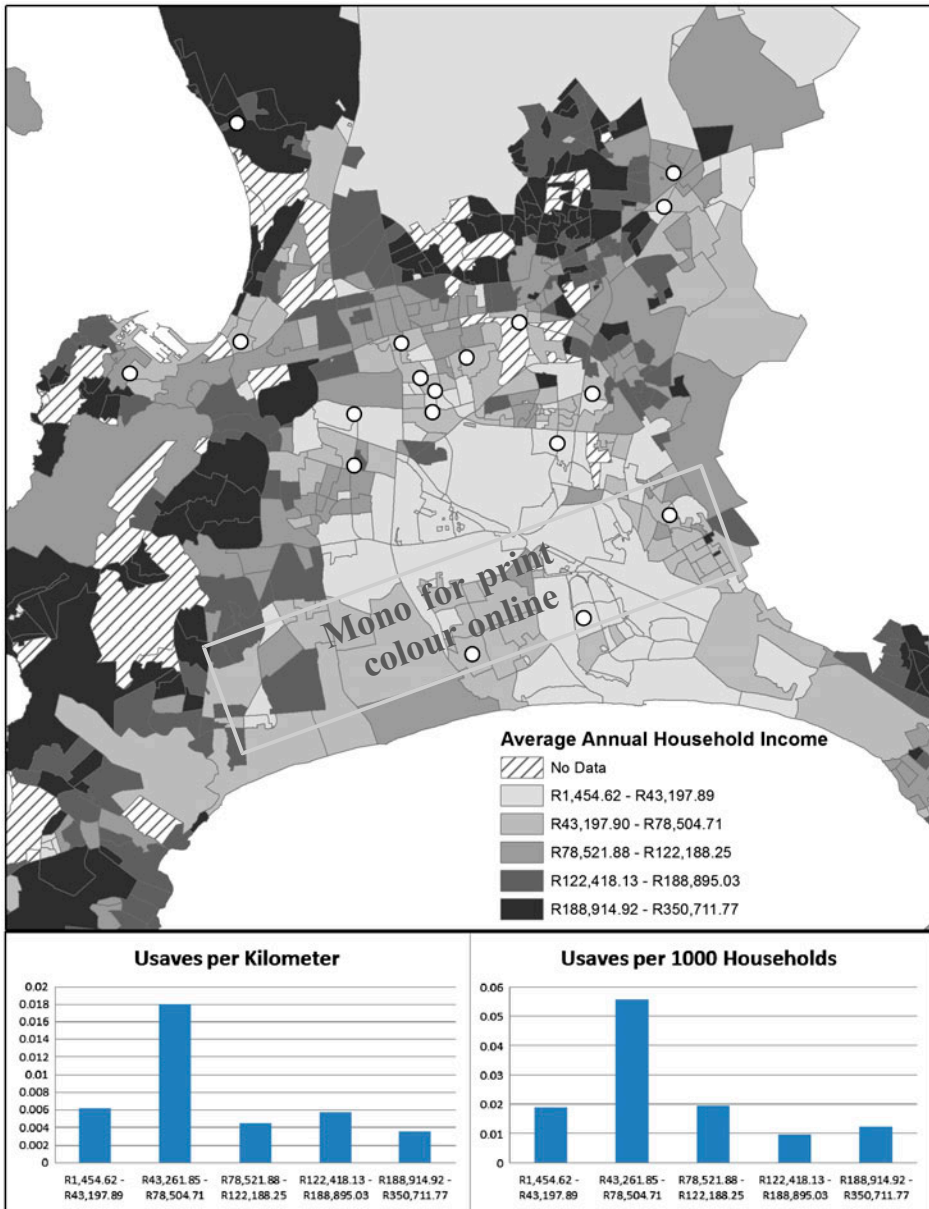 Mono for print
colour online
Average Annual Household Income
No Data
R1,454.62 - R43,197.89
R43,197.90 - R78,504.71
R78,521.88 - R122,188.25
R122,418.13 - R188,895.03
R188,914.92 - R350,711.77
Usaves per Kilometer
0.02
0.018
0.016
0.014
0.012
0.01
0.008
0.006
0.004
0.002
0
R1,454.62 - R43,261.85 - R78,521.88 - R122,418.13 - R188,914.92 -
R43,197.89 R78,504.71 R122,188.25 R188,895.03 R350,711.77
Usaves per 1000 Households
0.06
0.05
0.04
0.03
0.02
0.01
0
R1,454.62 - R43,261.85 - R78,521.88 - R122,418.13 - R188,914.92 -
R43,197.89 R78,504.71 R122,188.25 R188,895.03 R350,711.77